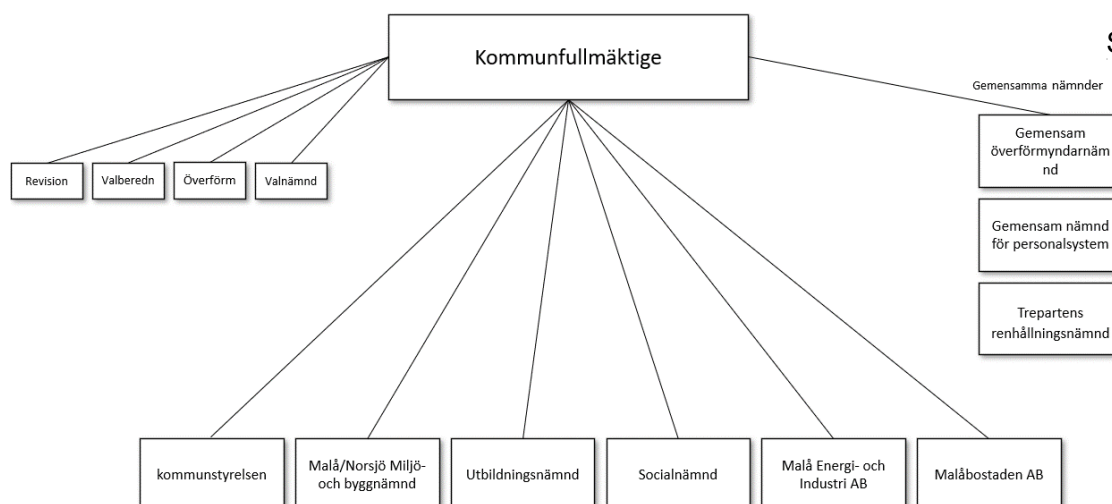 Kommunfullmäktige
S
Gemensamma nämnder
Gemensam
överförmyndarnäm
nd
Gemensam nämnd
för personalsystem
Trepartens
renhållningsnämnd
Revision
Valberedn
Överförm
Valnämnd
kommunstyrelsen
Malå/Norsjö Miljö-
och byggnämnd
Utbildningsnämnd
Socialnämnd
Malå Energi- och
Industri AB
Malåbostaden AB